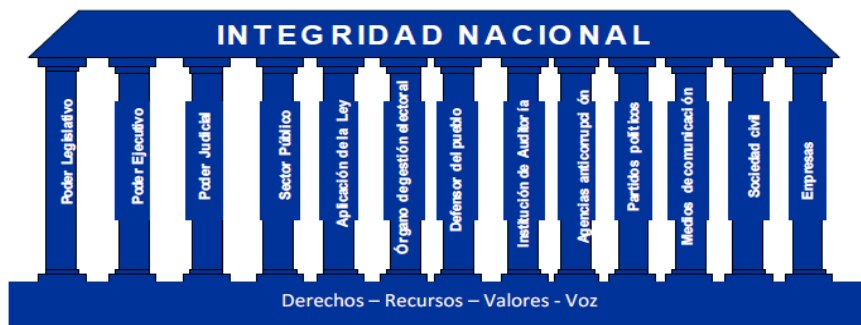 INTEGRIDAD NACIONAL
Poder Legislativo
Poder Ejecutivo
Poder Judicial
Sector Público
Aplicación de la Ley
Órgano de gestión electoral
Defensor del pueblo
Institución de Auditoría
Agencias anticorrupción
Partidos políticos
Medios de comunicación
Sociedad civil
Empresas
Derechos – Recursos – Valores - Voz